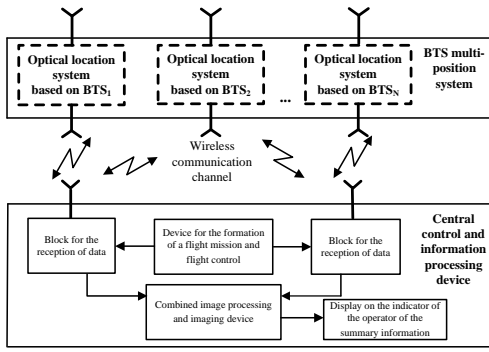 Optical location
system
based on BTS₁
Optical location
system
based on BTS₂
...
Optical location
system
based on BTSN
BTS multi-
position
system
Wireless
communication
channel
Central
control and
information
processing
device
Block for the
reception of data
Device for the formation
of a flight mission and
flight control
Block for the
reception of data
Combined image processing
and imaging device
Display on the indicator of
the operator of the
summary information